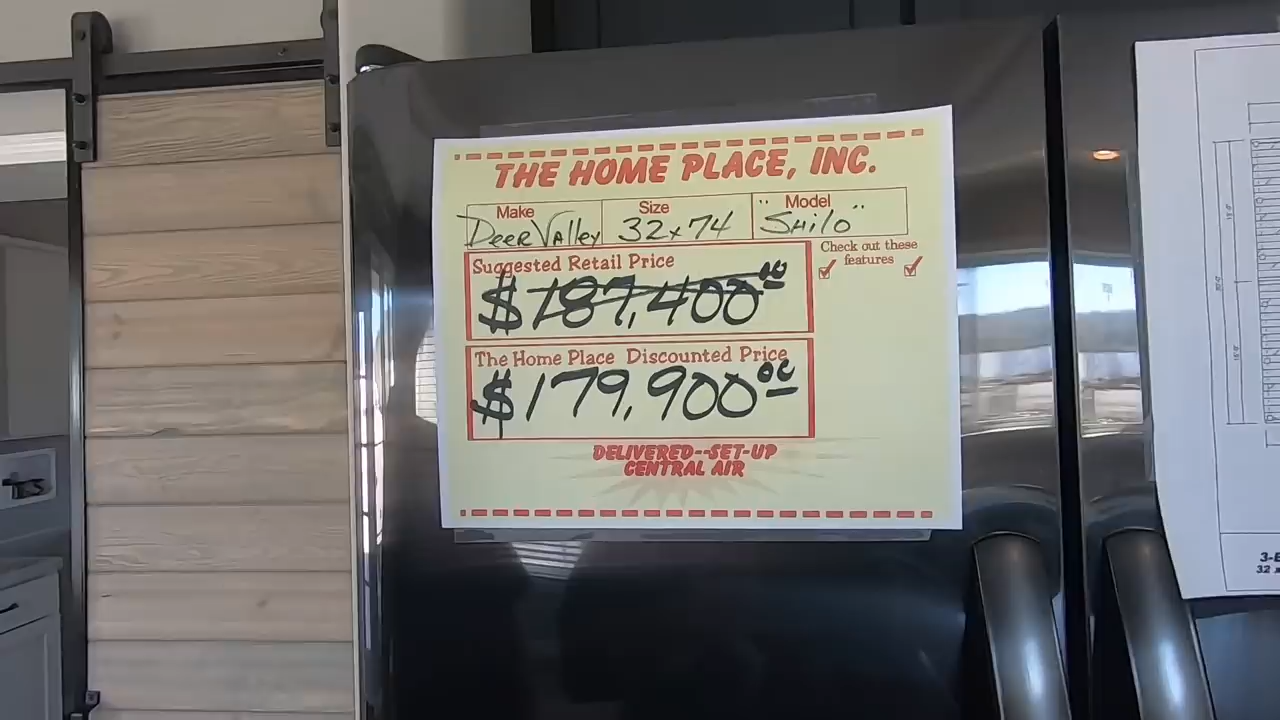 THE HOME PLACE, INC.
Make Size Model
Deer Valley 32x74 "Shilo"
Suggested Retail Price
$187,400.00
Check out these
features
The Home Place Discounted Price
$179,900.00
DELIVERED--SET-UP
CENTRAL AIR
32